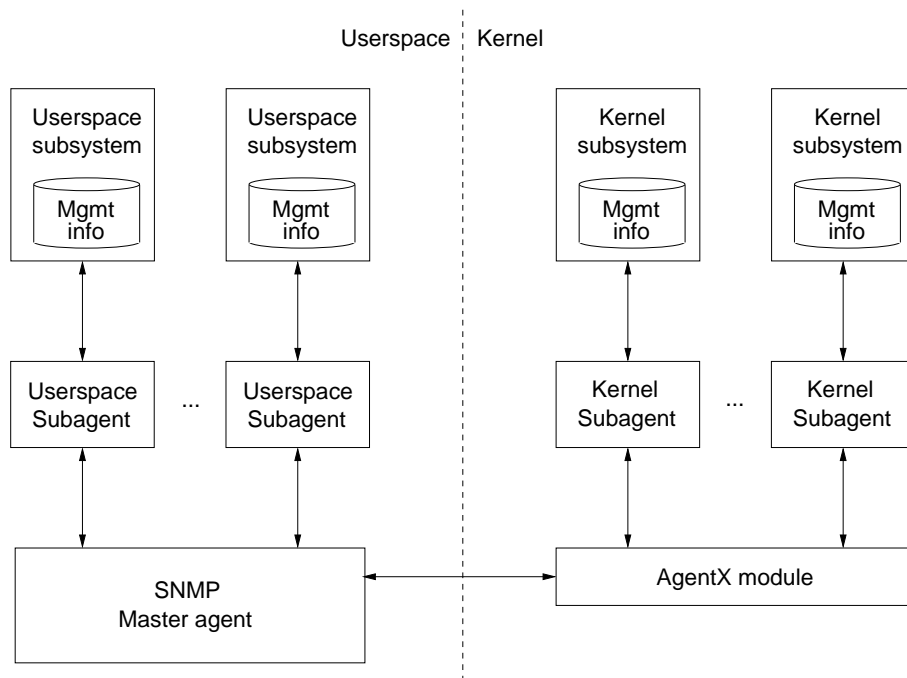 Userspace
Kernel
Userspace
subsystem
Mgmt
info
Userspace
subsystem
Mgmt
info
Kernel
subsystem
Mgmt
info
Kernel
subsystem
Mgmt
info
Userspace
Subagent
...
Userspace
Subagent
Kernel
Subagent
...
Kernel
Subagent
SNMP
Master agent
AgentX module